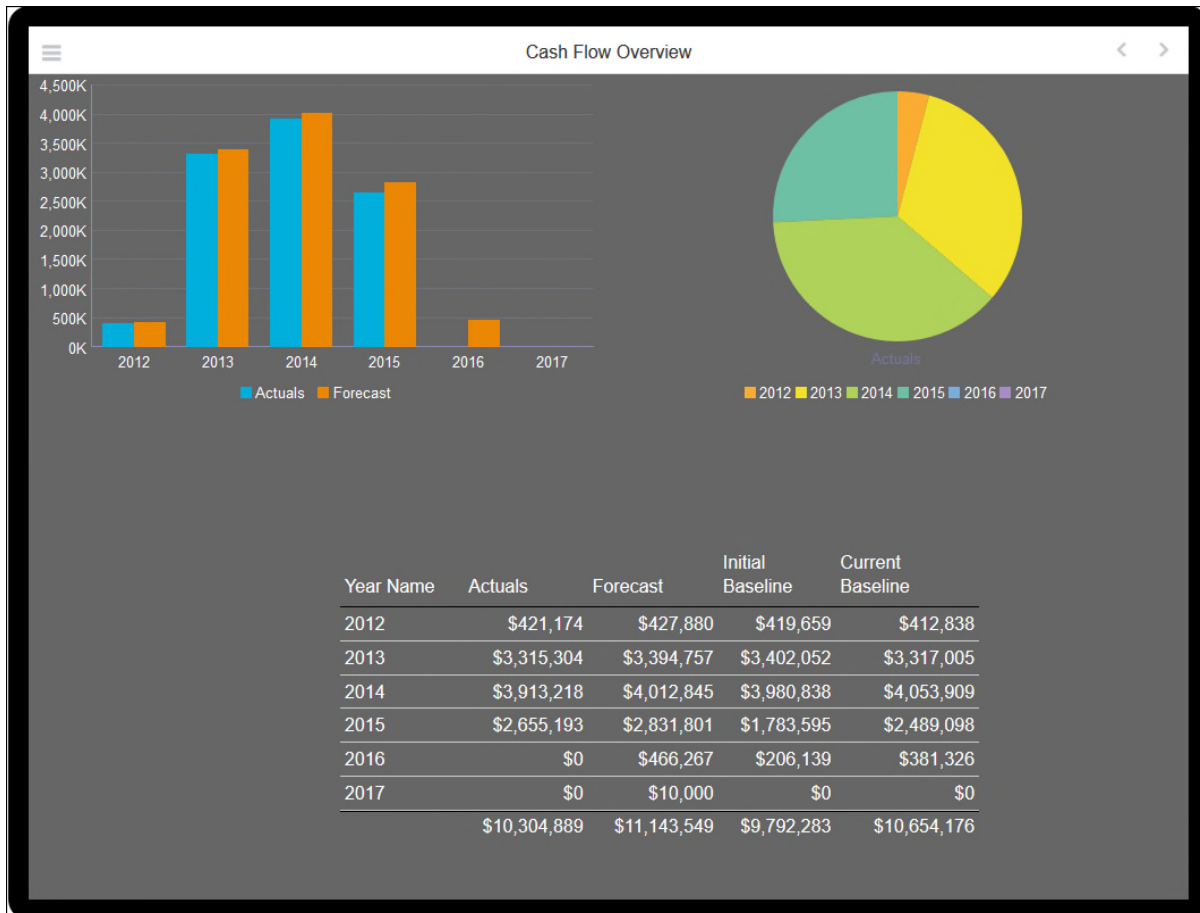 Cash Flow Overview
4,500K
4,000K
3,500K
3,000K
2,500K
2,000K
1,500K
1,000K
500K
0K
2012 2013 2014 2015 2016 2017
Actuals Forecast
Actuals
2012 2013 2014 2015 2016 2017
Year Name Actuals Forecast Initial Baseline Current Baseline
2012 $421,174 $427,880 $419,659 $412,838
2013 $3,315,304 $3,394,757 $3,402,052 $3,317,005
2014 $3,913,218 $4,012,845 $3,980,838 $4,053,909
2015 $2,655,193 $2,831,801 $1,783,595 $2,489,098
2016 $0 $466,267 $206,139 $381,326
2017 $0 $10,000 $0 $0
$10,304,889 $11,143,549 $9,792,283 $10,654,176